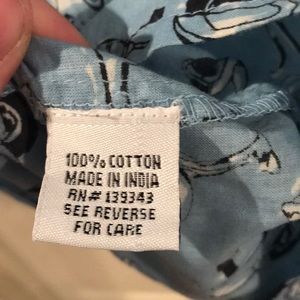 100% COTTON
MADE IN INDIA
RN# 139343
SEE REVERSE
FOR CARE